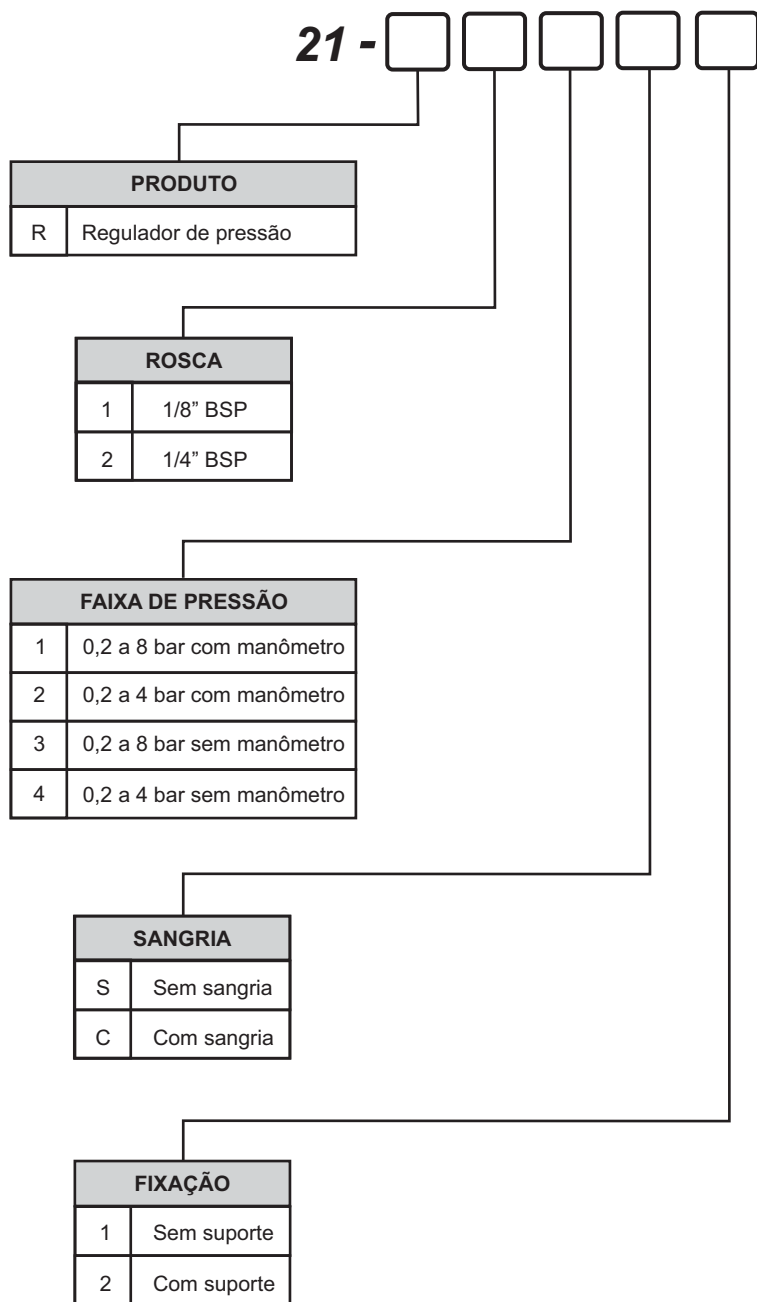 21 -
PRODUTO
R Regulador de pressão
ROSCA
1 1/8” BSP
2 1/4” BSP
FAIXA DE PRESSÃO
1 0,2 a 8 bar com manômetro
2 0,2 a 4 bar com manômetro
3 0,2 a 8 bar sem manômetro
4 0,2 a 4 bar sem manômetro
SANGRIA
S Sem sangria
C Com sangria
FIXAÇÃO
1 Sem suporte
2 Com suporte